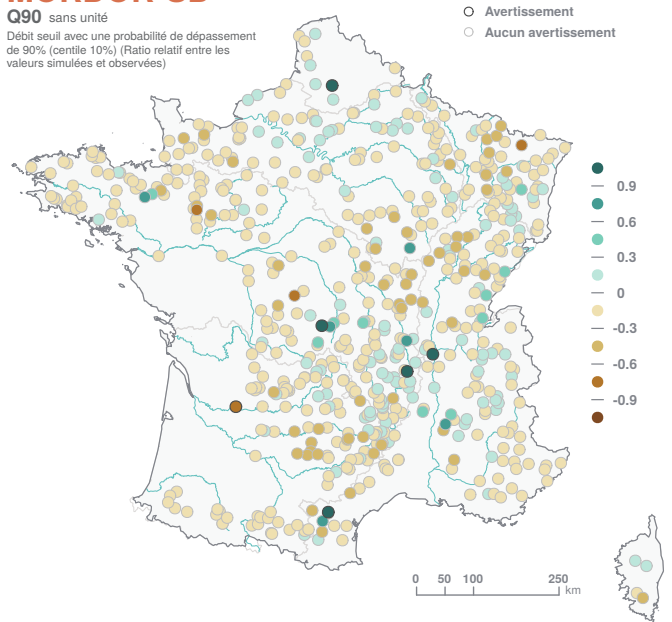 MORDOR-SD
Q90 sans unité
Débit seuil avec une probabilité de dépassement
de 90% (centile 10%) (Ratio relatif entre les
valeurs simulées et observées)
Avertissement
Aucun avertissement
0.9
0.6
0.3
0
-0.3
-0.6
-0.9
0 50 100 250
km